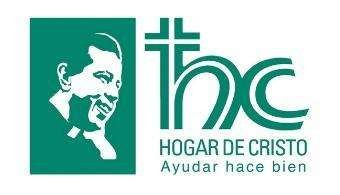 hc
HOGAR DE CRISTO
Ayudar hace bien